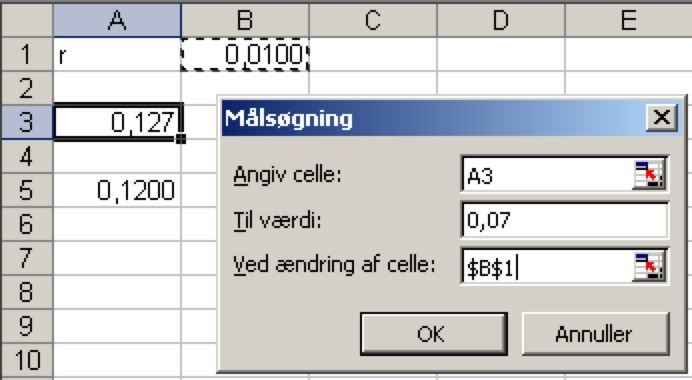 A B C D E
1 r 0,0100
2
3 0,127
4
5 0,1200
6
7
8
9
10
Målsøgning
Angiv celle: A3
Til værdi: 0,07
Ved ændring af celle: $B$1
OK Annuller